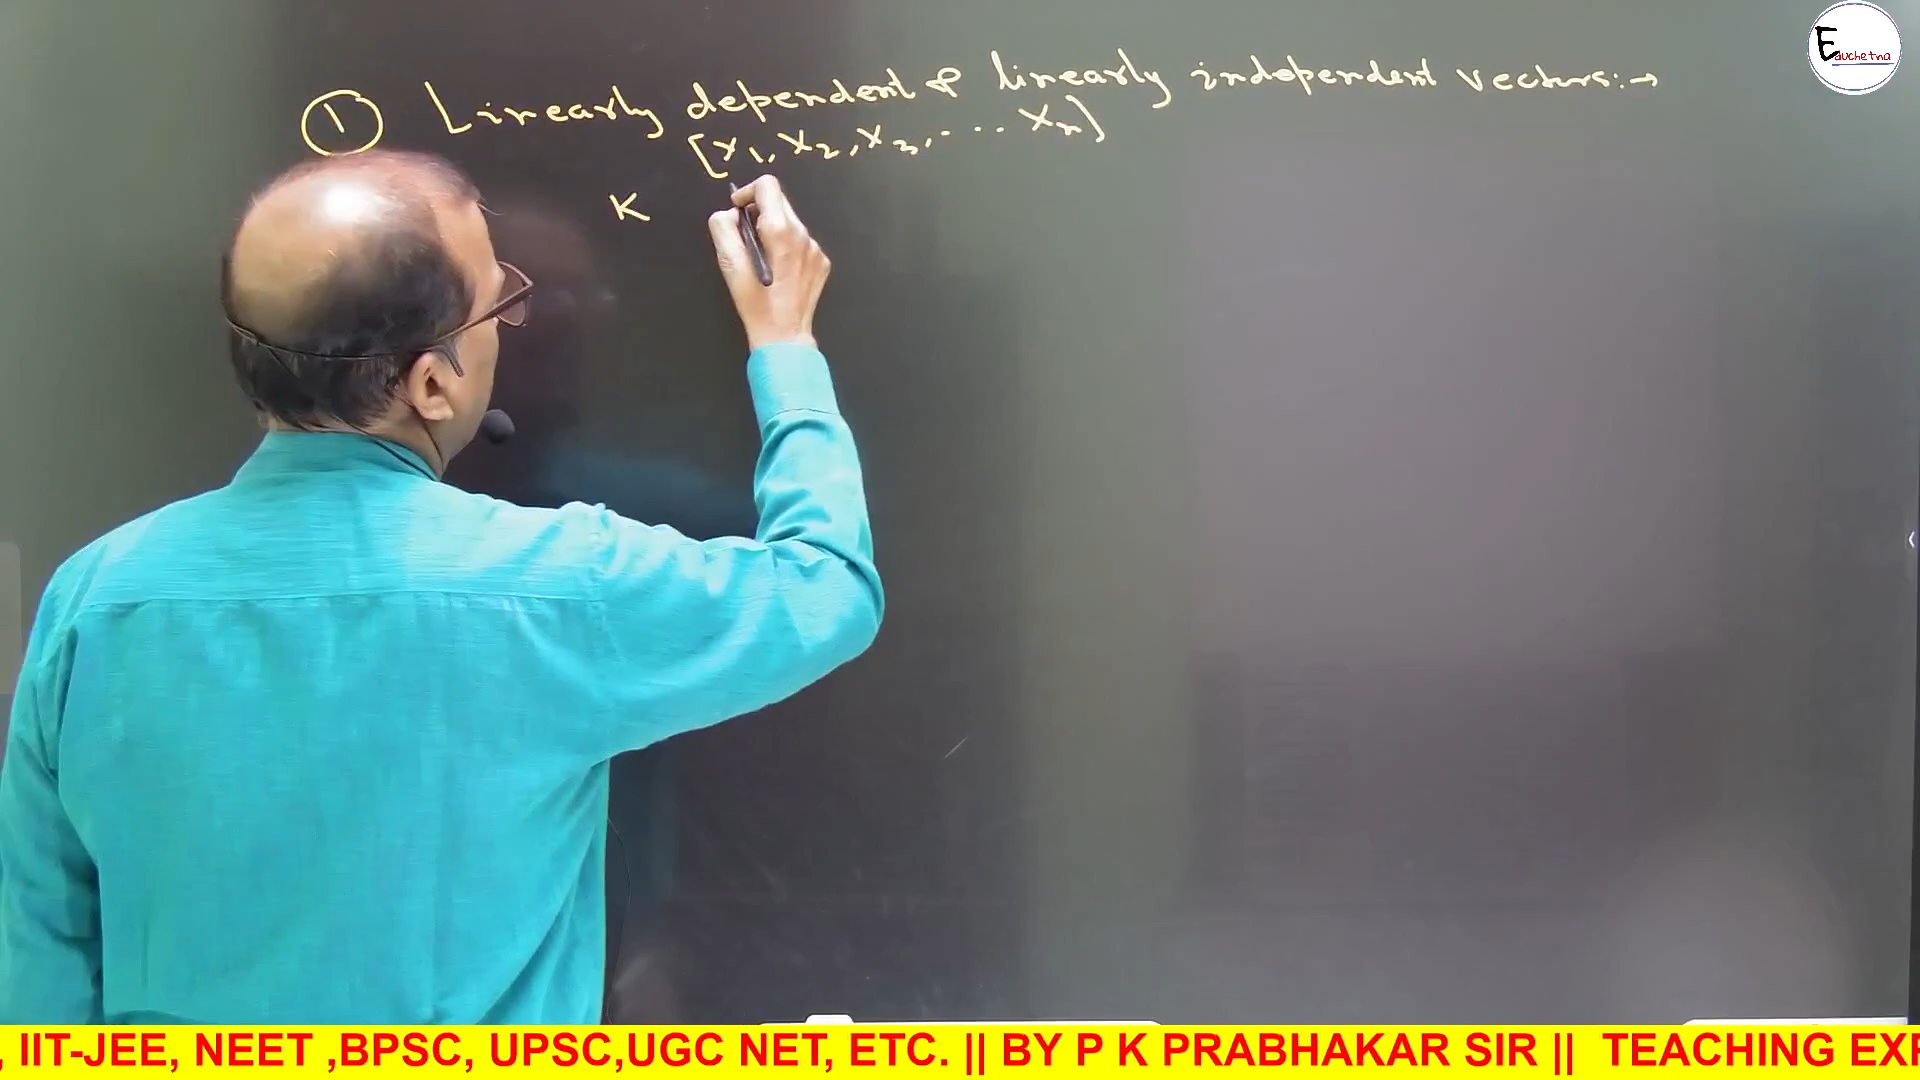 Educhetna
① Linearly dependent & linearly independent vectors:→
[X1, X2, X3, ... Xn)
K
, IIT-JEE, NEET ,BPSC, UPSC,UGC NET, ETC. || BY P K PRABHAKAR SIR || TEACHING EXP